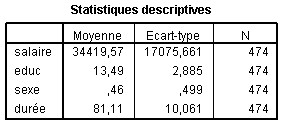 Statistiques descriptives
Moyenne Ecart-type N
salaire 34419,57 17075,661 474
educ 13,49 2,885 474
sexe ,46 ,499 474
durée 81,11 10,061 474